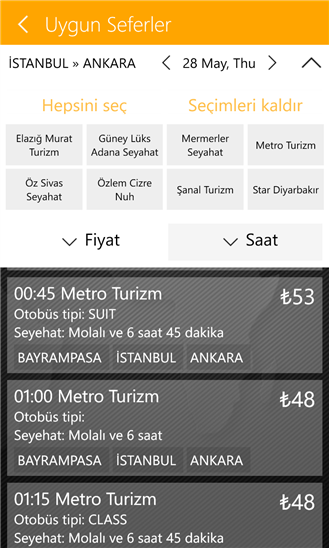 Uygun Seferler
İSTANBUL » ANKARA
28 May, Thu
Hepsini seç
Seçimleri kaldır
Elazığ Murat
Turizm
Güney Lüks
Adana Seyahat
Mermerler
Seyahat
Metro Turizm
Öz Sivas
Seyahat
Özlem Cizre
Nuh
Şanal Turizm
Star Diyarbakır
Fiyat
Saat
00:45 Metro Turizm
₺53
Otobüs tipi: SUIT
Seyehat: Molalı ve 6 saat 45 dakika
BAYRAMPASA İSTANBUL ANKARA
01:00 Metro Turizm
₺48
Otobüs tipi:
Seyehat: Molalı ve 6 saat
BAYRAMPASA İSTANBUL ANKARA
01:15 Metro Turizm
₺48
Otobüs tipi: CLASS
Seyehat: Molalı ve 6 saat 45 dakika